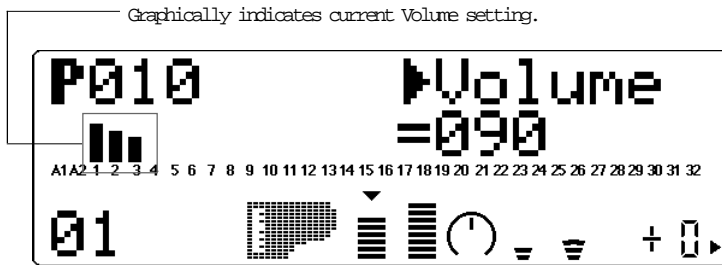 Graphically indicates current Volume setting.
P010 ▶Volume
=090
A1 A2 1 2 3 4 5 6 7 8 9 10 11 12 13 14 15 16 17 18 19 20 21 22 23 24 25 26 27 28 29 30 31 32
01 + 0